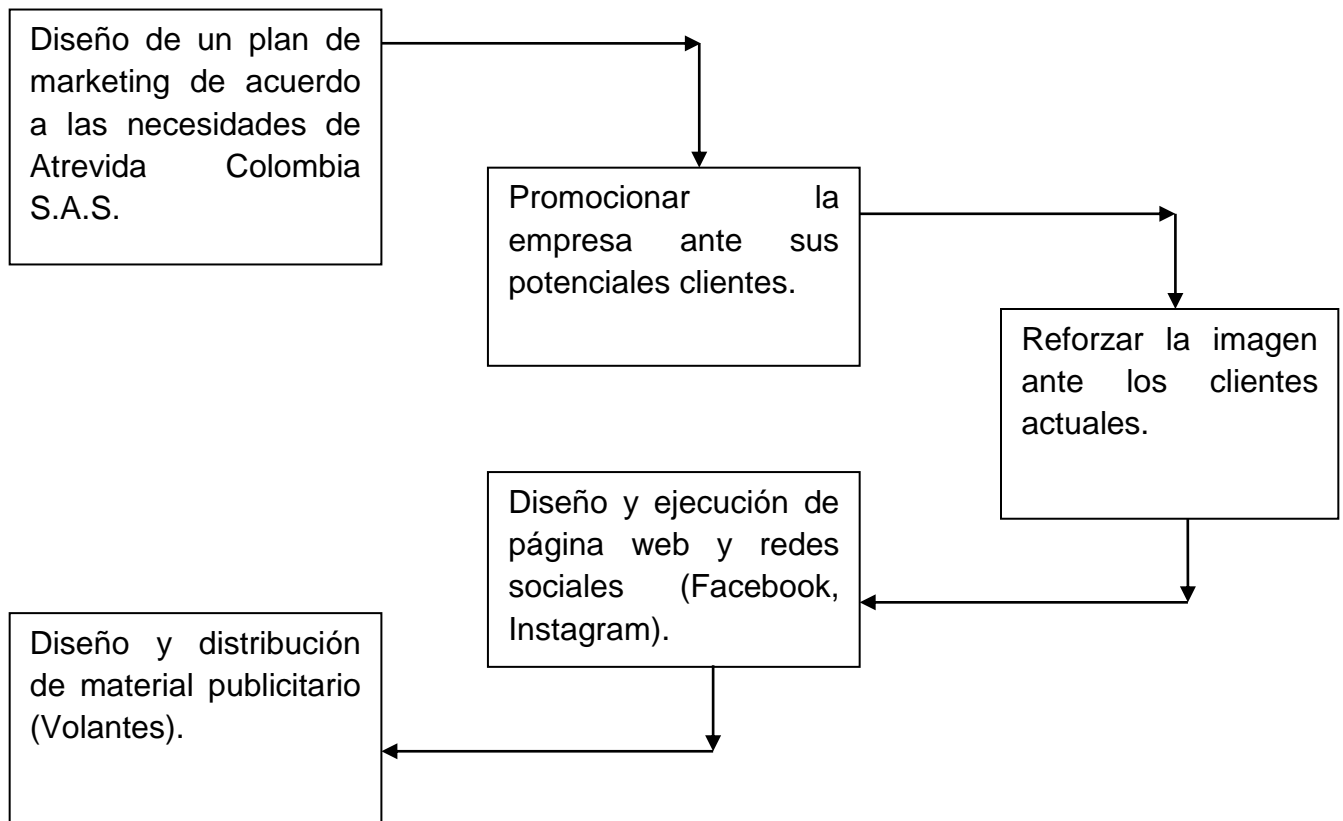 Diseño de un plan de
marketing de acuerdo
a las necesidades de
Atrevida Colombia
S.A.S.
Promocionar la
empresa ante sus
potenciales clientes.
Reforzar la imagen
ante los clientes
actuales.
Diseño y ejecución de
página web y redes
sociales (Facebook,
Instagram).
Diseño y distribución
de material publicitario
(Volantes).